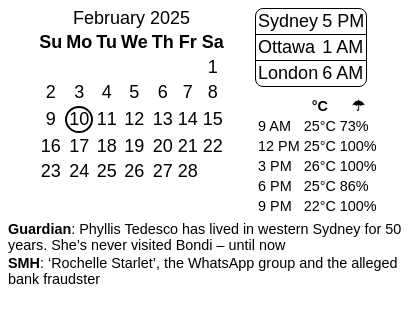 February 2025
Su Mo Tu We Th Fr Sa
1
2 3 4 5 6 7 8
9 10 11 12 13 14 15
16 17 18 19 20 21 22
23 24 25 26 27 28
Sydney 5 PM
Ottawa 1 AM
London 6 AM
°C ☂
9 AM 25°C 73%
12 PM 25°C 100%
3 PM 26°C 100%
6 PM 25°C 86%
9 PM 22°C 100%
Guardian: Phyllis Tedesco has lived in western Sydney for 50
years. She’s never visited Bondi – until now
SMH: ‘Rochelle Starlet’, the WhatsApp group and the alleged
bank fraudster